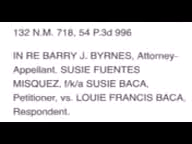 132 N.M. 718, 54 P.3d 996
IN RE BARRY J. BYRNES, Attorney-
Appellant, SUSIE FUENTES
MISQUEZ, f/k/a SUSIE BACA,
Petitioner, vs. LOUIE FRANCIS BACA,
Respondent.